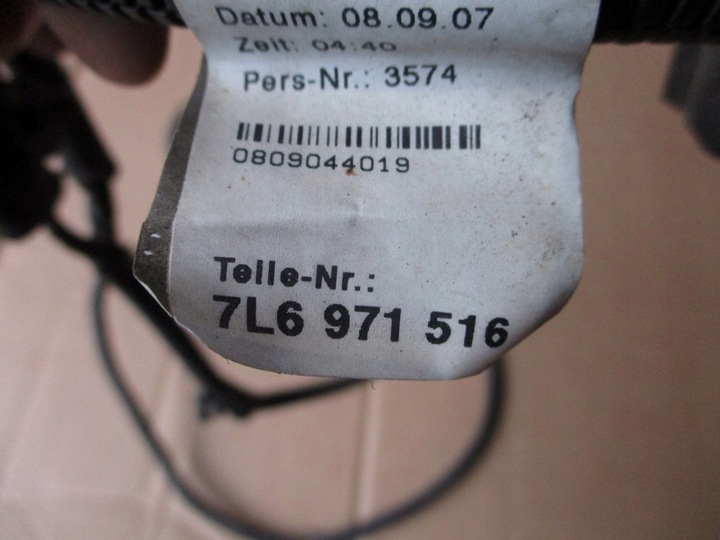 Datum: 08.09.07
Zeit: 04:40
Pers-Nr.: 3574
0809044019
Teile-Nr.:
7L6 971 516